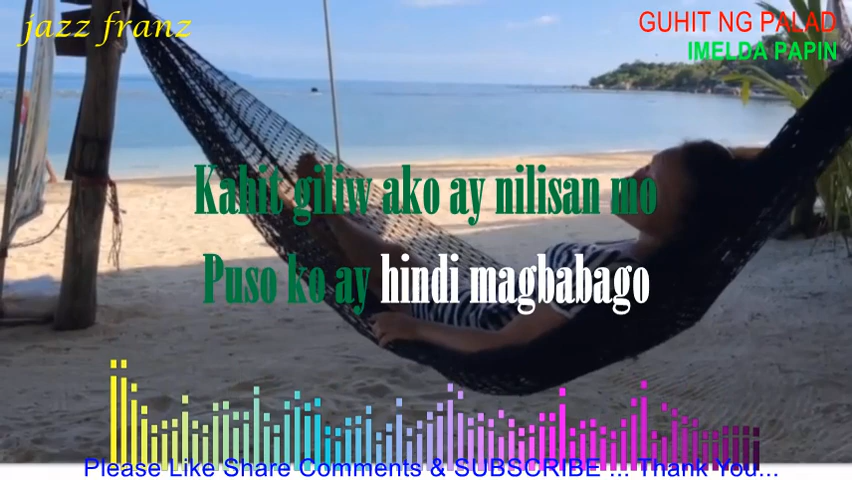 jazz franz
GUHIT NG PALAD
IMELDA PAPIN
Kahit giliw ako ay nilisan mo
Puso ko ay hindi magbabago
Please Like Share Comments & SUBSCRIBE ... Thank You...